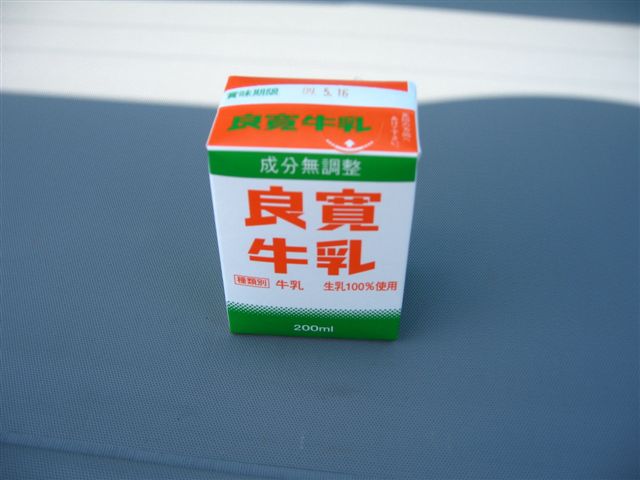 賞味期限 09. 5. 16
良寛牛乳
成分無調整
良寛
牛乳
種類別 牛乳 生乳100%使用
200ml